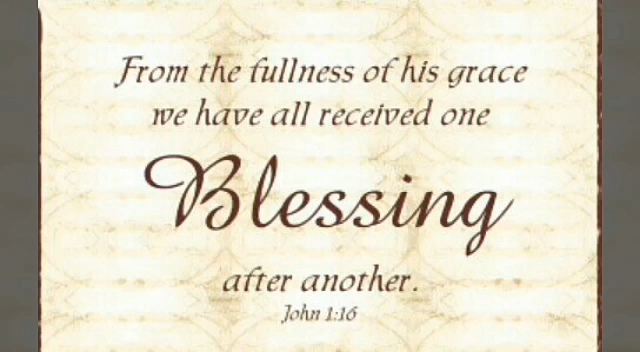 From the fullness of his grace
we have all received one
Blessing
after another.
John 1:16